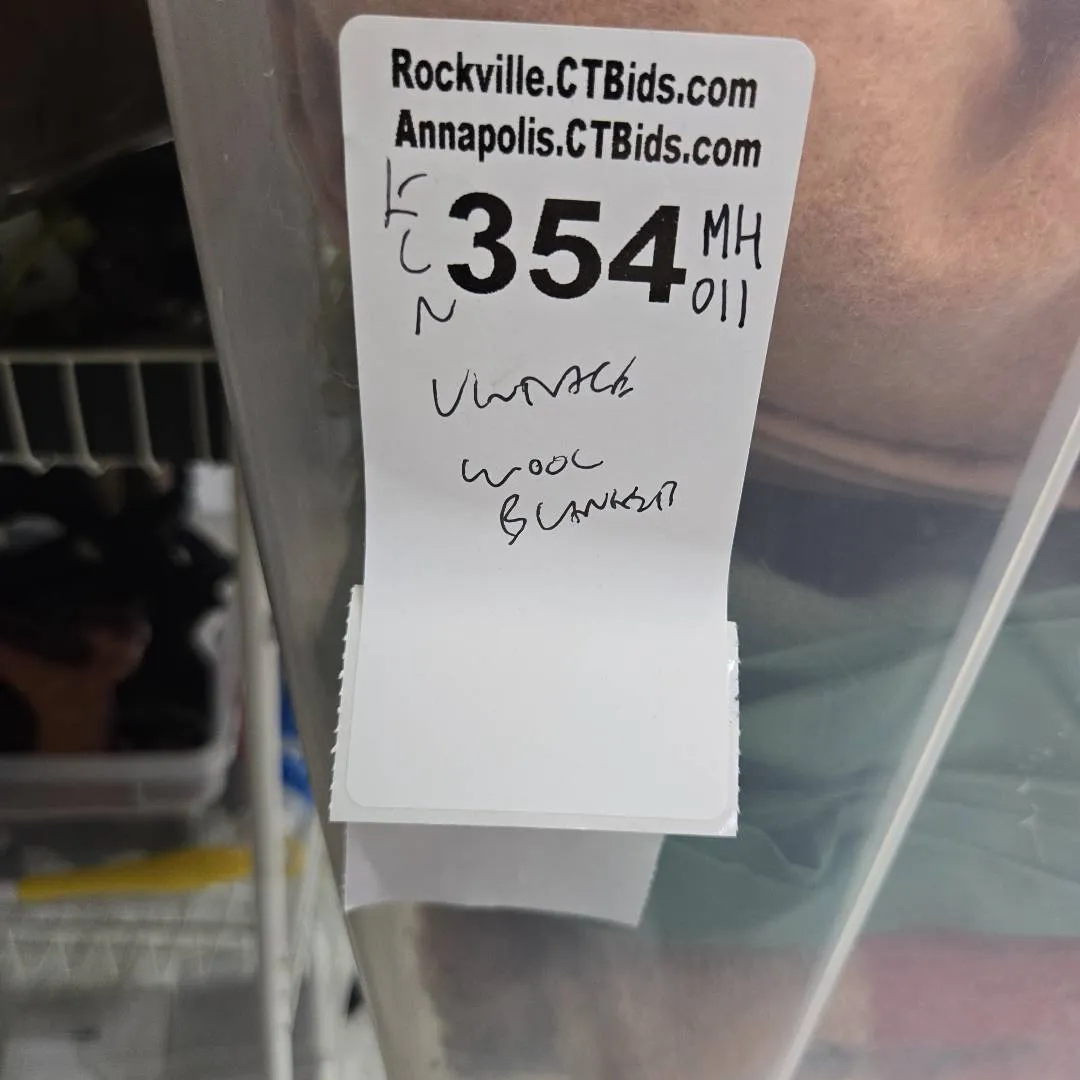 Rockville.CTBids.com
Annapolis.CTBids.com
354
MH
011
VINTAGE
WOOL
BLANKET